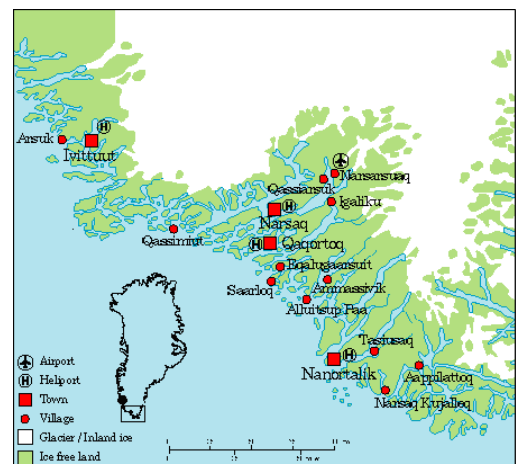 Arsuk
H
Ivittuut
Narsarsuaq
Qassiarsuk
Igaliku
Narsaq
H
Qassimiut
H
Qaqortoq
Eqalugaarsuit
Saarloq
Ammassivik
Alluitsup Paa
Tasiusaq
H
Nanortalik
Aappilattoq
Narsaq Kujalleq
Airport
H Heliport
Town
Village
Glacier / Inland ice
Ice free land